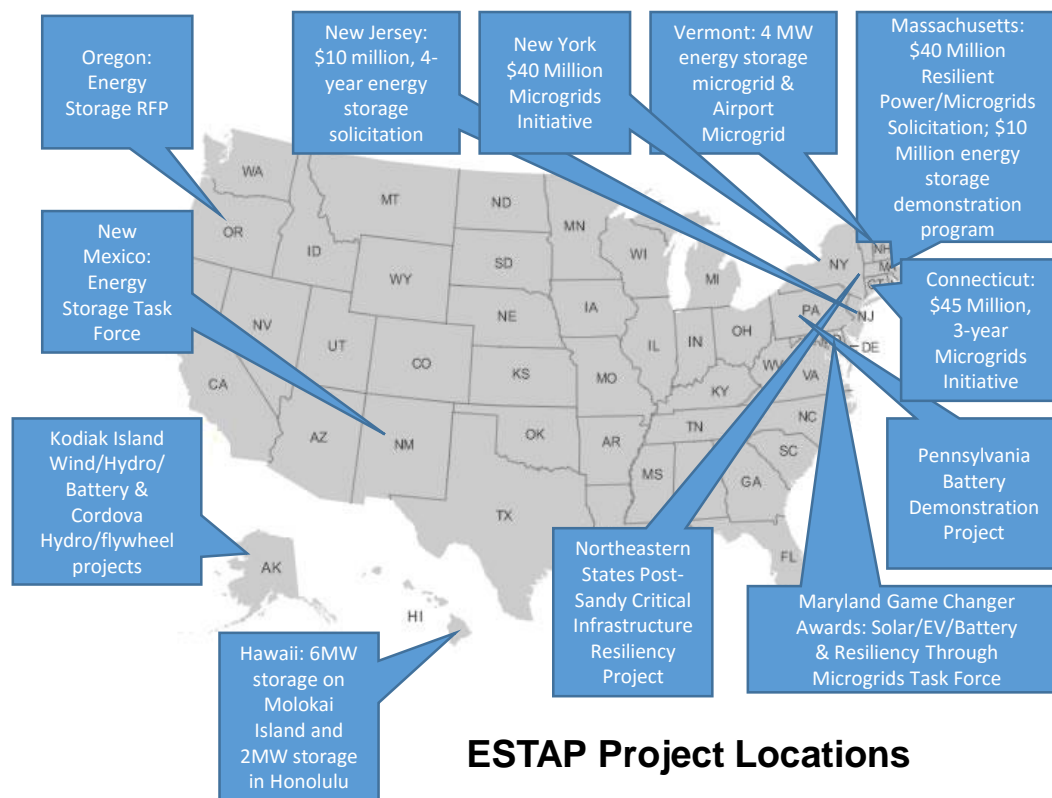 Oregon:
Energy
Storage RFP
New Jersey:
$10 million, 4-
year energy
storage
solicitation
New York
$40 Million
Microgrids
Initiative
Vermont: 4 MW
energy storage
microgrid &
Airport
Microgrid
Massachusetts:
$40 Million
Resilient
Power/Microgrids
Solicitation; $10
Million energy
storage
demonstration
program
New
Mexico:
Energy
Storage Task
Force
Connecticut:
$45 Million,
3-year
Microgrids
Initiative
Kodiak Island
Wind/Hydro/
Battery &
Cordova
Hydro/flywheel
projects
Pennsylvania
Battery
Demonstration
Project
Northeastern
States Post-
Sandy Critical
Infrastructure
Resiliency
Project
Maryland Game Changer
Awards: Solar/EV/Battery
& Resiliency Through
Microgrids Task Force
Hawaii: 6MW
storage on
Molokai
Island and
2MW storage
in Honolulu
WA
OR
ID
MT
ND
MN
SD
WY
WI
MI
NY
NH
MA
CT
NV
UT
CO
NE
IA
IL
IN
OH
PA
NJ
DE
CA
KS
MO
KY
WV
VA
AZ
NM
OK
AR
TN
NC
SC
MS
GA
TX
FL
AK
HI
ESTAP Project Locations